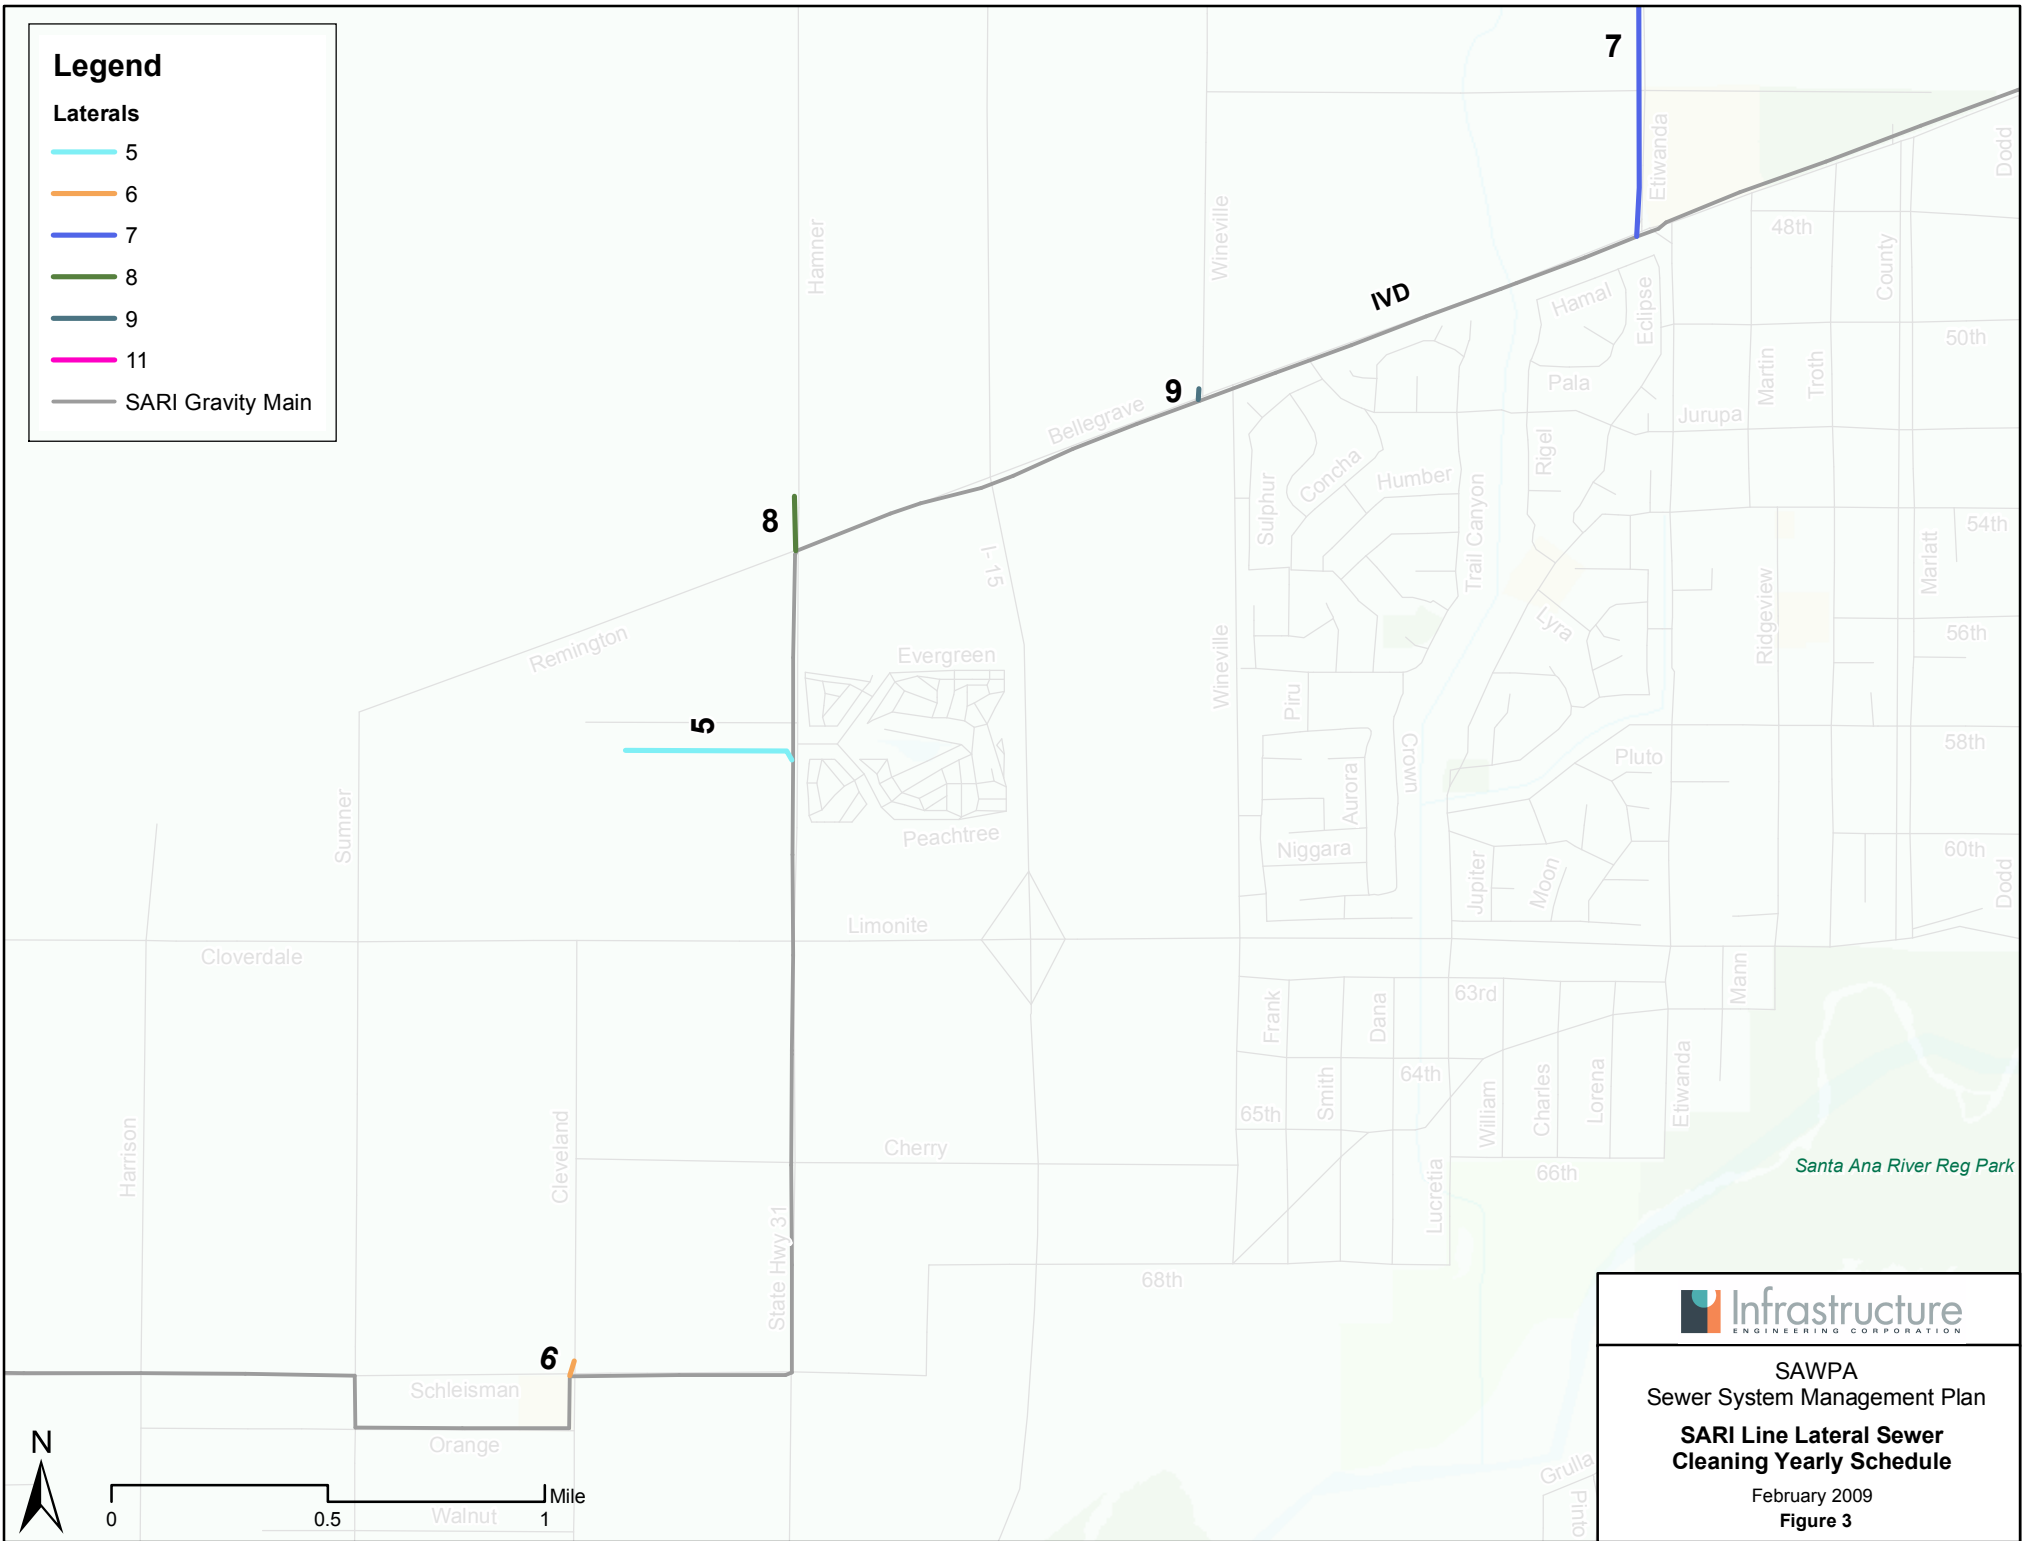 Legend
Laterals
5
6
7
8
9
11
SARI Gravity Main
7
Etiwanda
Dodd
48th
County
Hamner
Wineville
IVD
Hamal
Eclipse
50th
Martin
Troth
Pala
Jurupa
9
Bellegrave
Rigel
Concha
Humber
Sulphur
Trail Canyon
8
54th
I- 15
Marlatt
Ridgeview
Lyra
56th
Remington
Evergreen
Wineville
Piru
5
58th
Pluto
Crown
Aurora
Sumner
Peachtree
Niggara
60th
Jupiter
Moon
Dodd
Limonite
Cloverdale
Mann
63rd
Frank
Dana
64th
Smith
Etiwanda
William
Charles
Lorena
65th
Harrison
Cleveland
Cherry
Santa Ana River Reg Park
66th
Lucretia
State Hwy 31
68th
6
Schleisman
Orange
Walnut
Grulla
Pinto
N
0
0.5
1
Mile
Infrastructure
ENGINEERING CORPORATION
SAWPA
Sewer System Management Plan
SARI Line Lateral Sewer
Cleaning Yearly Schedule
February 2009
Figure 3